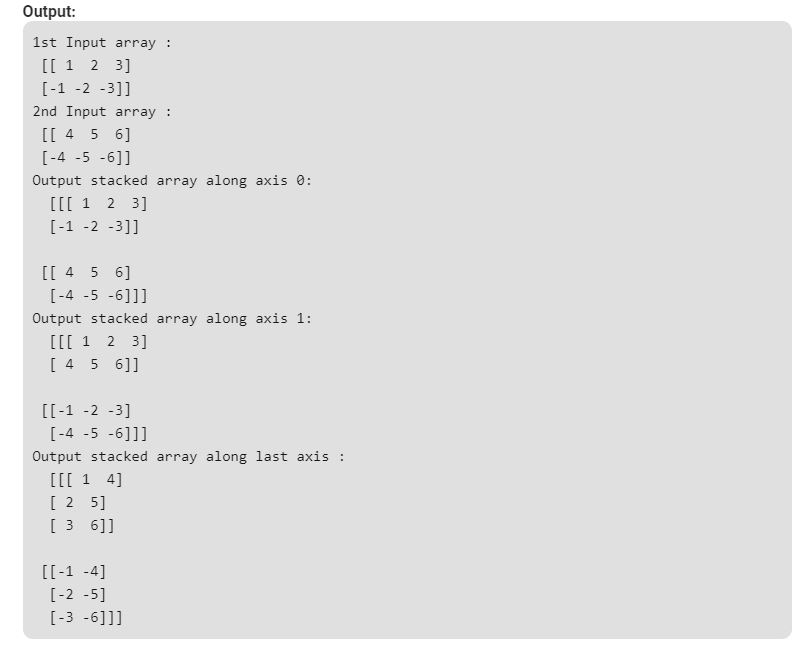 Output:
1st Input array :
 [[ 1  2  3]
 [-1 -2 -3]]
2nd Input array :
 [[ 4  5  6]
 [-4 -5 -6]]
Output stacked array along axis 0:
  [[[ 1  2  3]
  [-1 -2 -3]]

 [[ 4  5  6]
  [-4 -5 -6]]]
Output stacked array along axis 1:
  [[[ 1  2  3]
  [ 4  5  6]]

 [[-1 -2 -3]
  [-4 -5 -6]]]
Output stacked array along last axis :
  [[[ 1  4]
  [ 2  5]
  [ 3  6]]

 [[-1 -4]
  [-2 -5]
  [-3 -6]]]